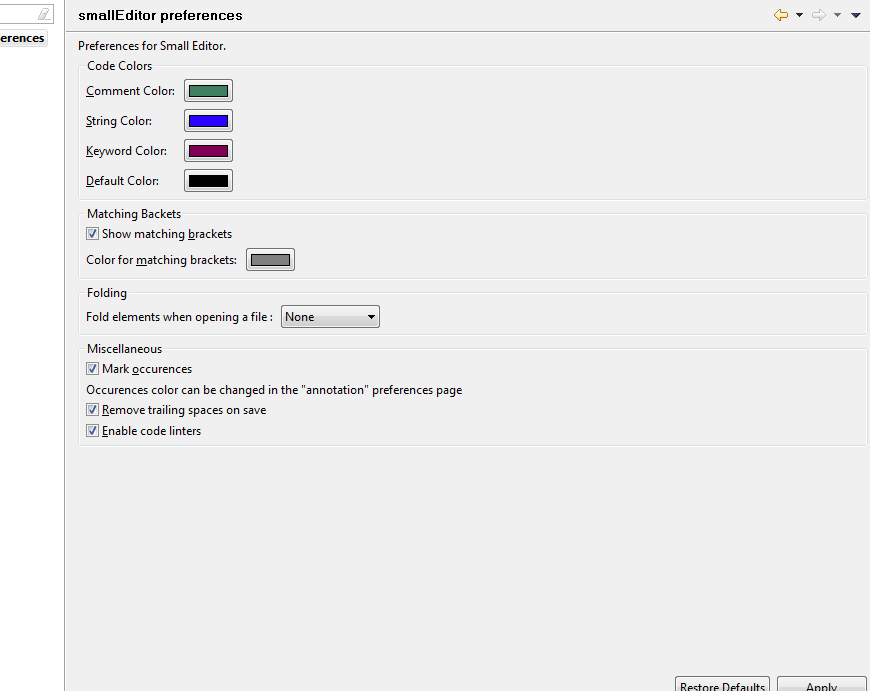 smallEditor preferences
erences
Preferences for Small Editor.
Code Colors
Comment Color:
String Color:
Keyword Color:
Default Color:
Matching Backets
Show matching brackets
Color for matching brackets:
Folding
Fold elements when opening a file : None
Miscellaneous
Mark occurences
Occurences color can be changed in the "annotation" preferences page
Remove trailing spaces on save
Enable code linters
Restore Defaults Apply